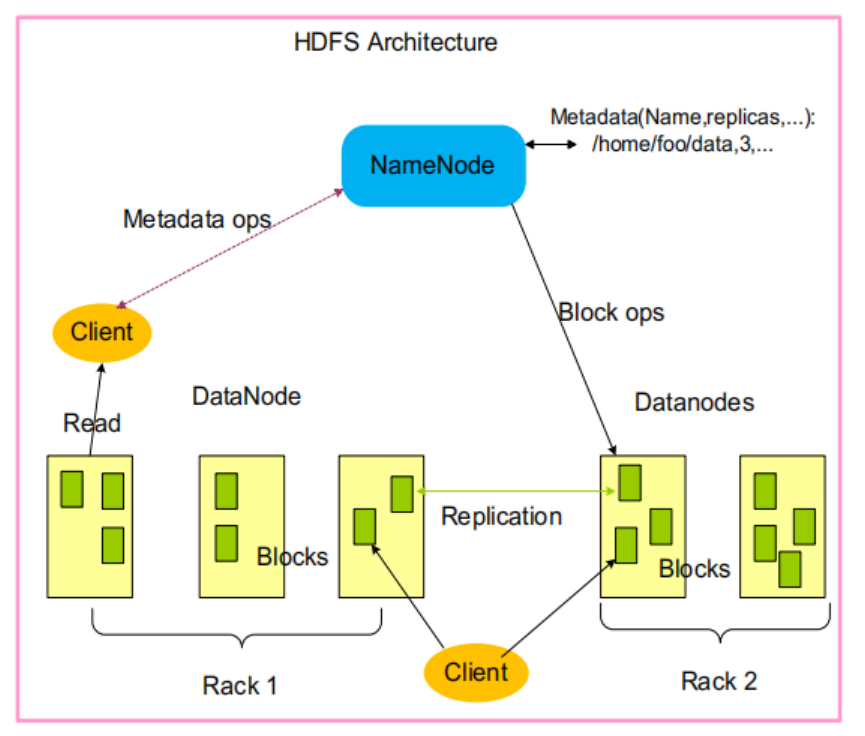 HDFS Architecture
Metadata(Name,replicas,...):
/home/foo/data,3,...
NameNode
Metadata ops
Client
Block ops
DataNode
Datanodes
Read
Replication
Blocks
Blocks
Client
Rack 1
Rack 2